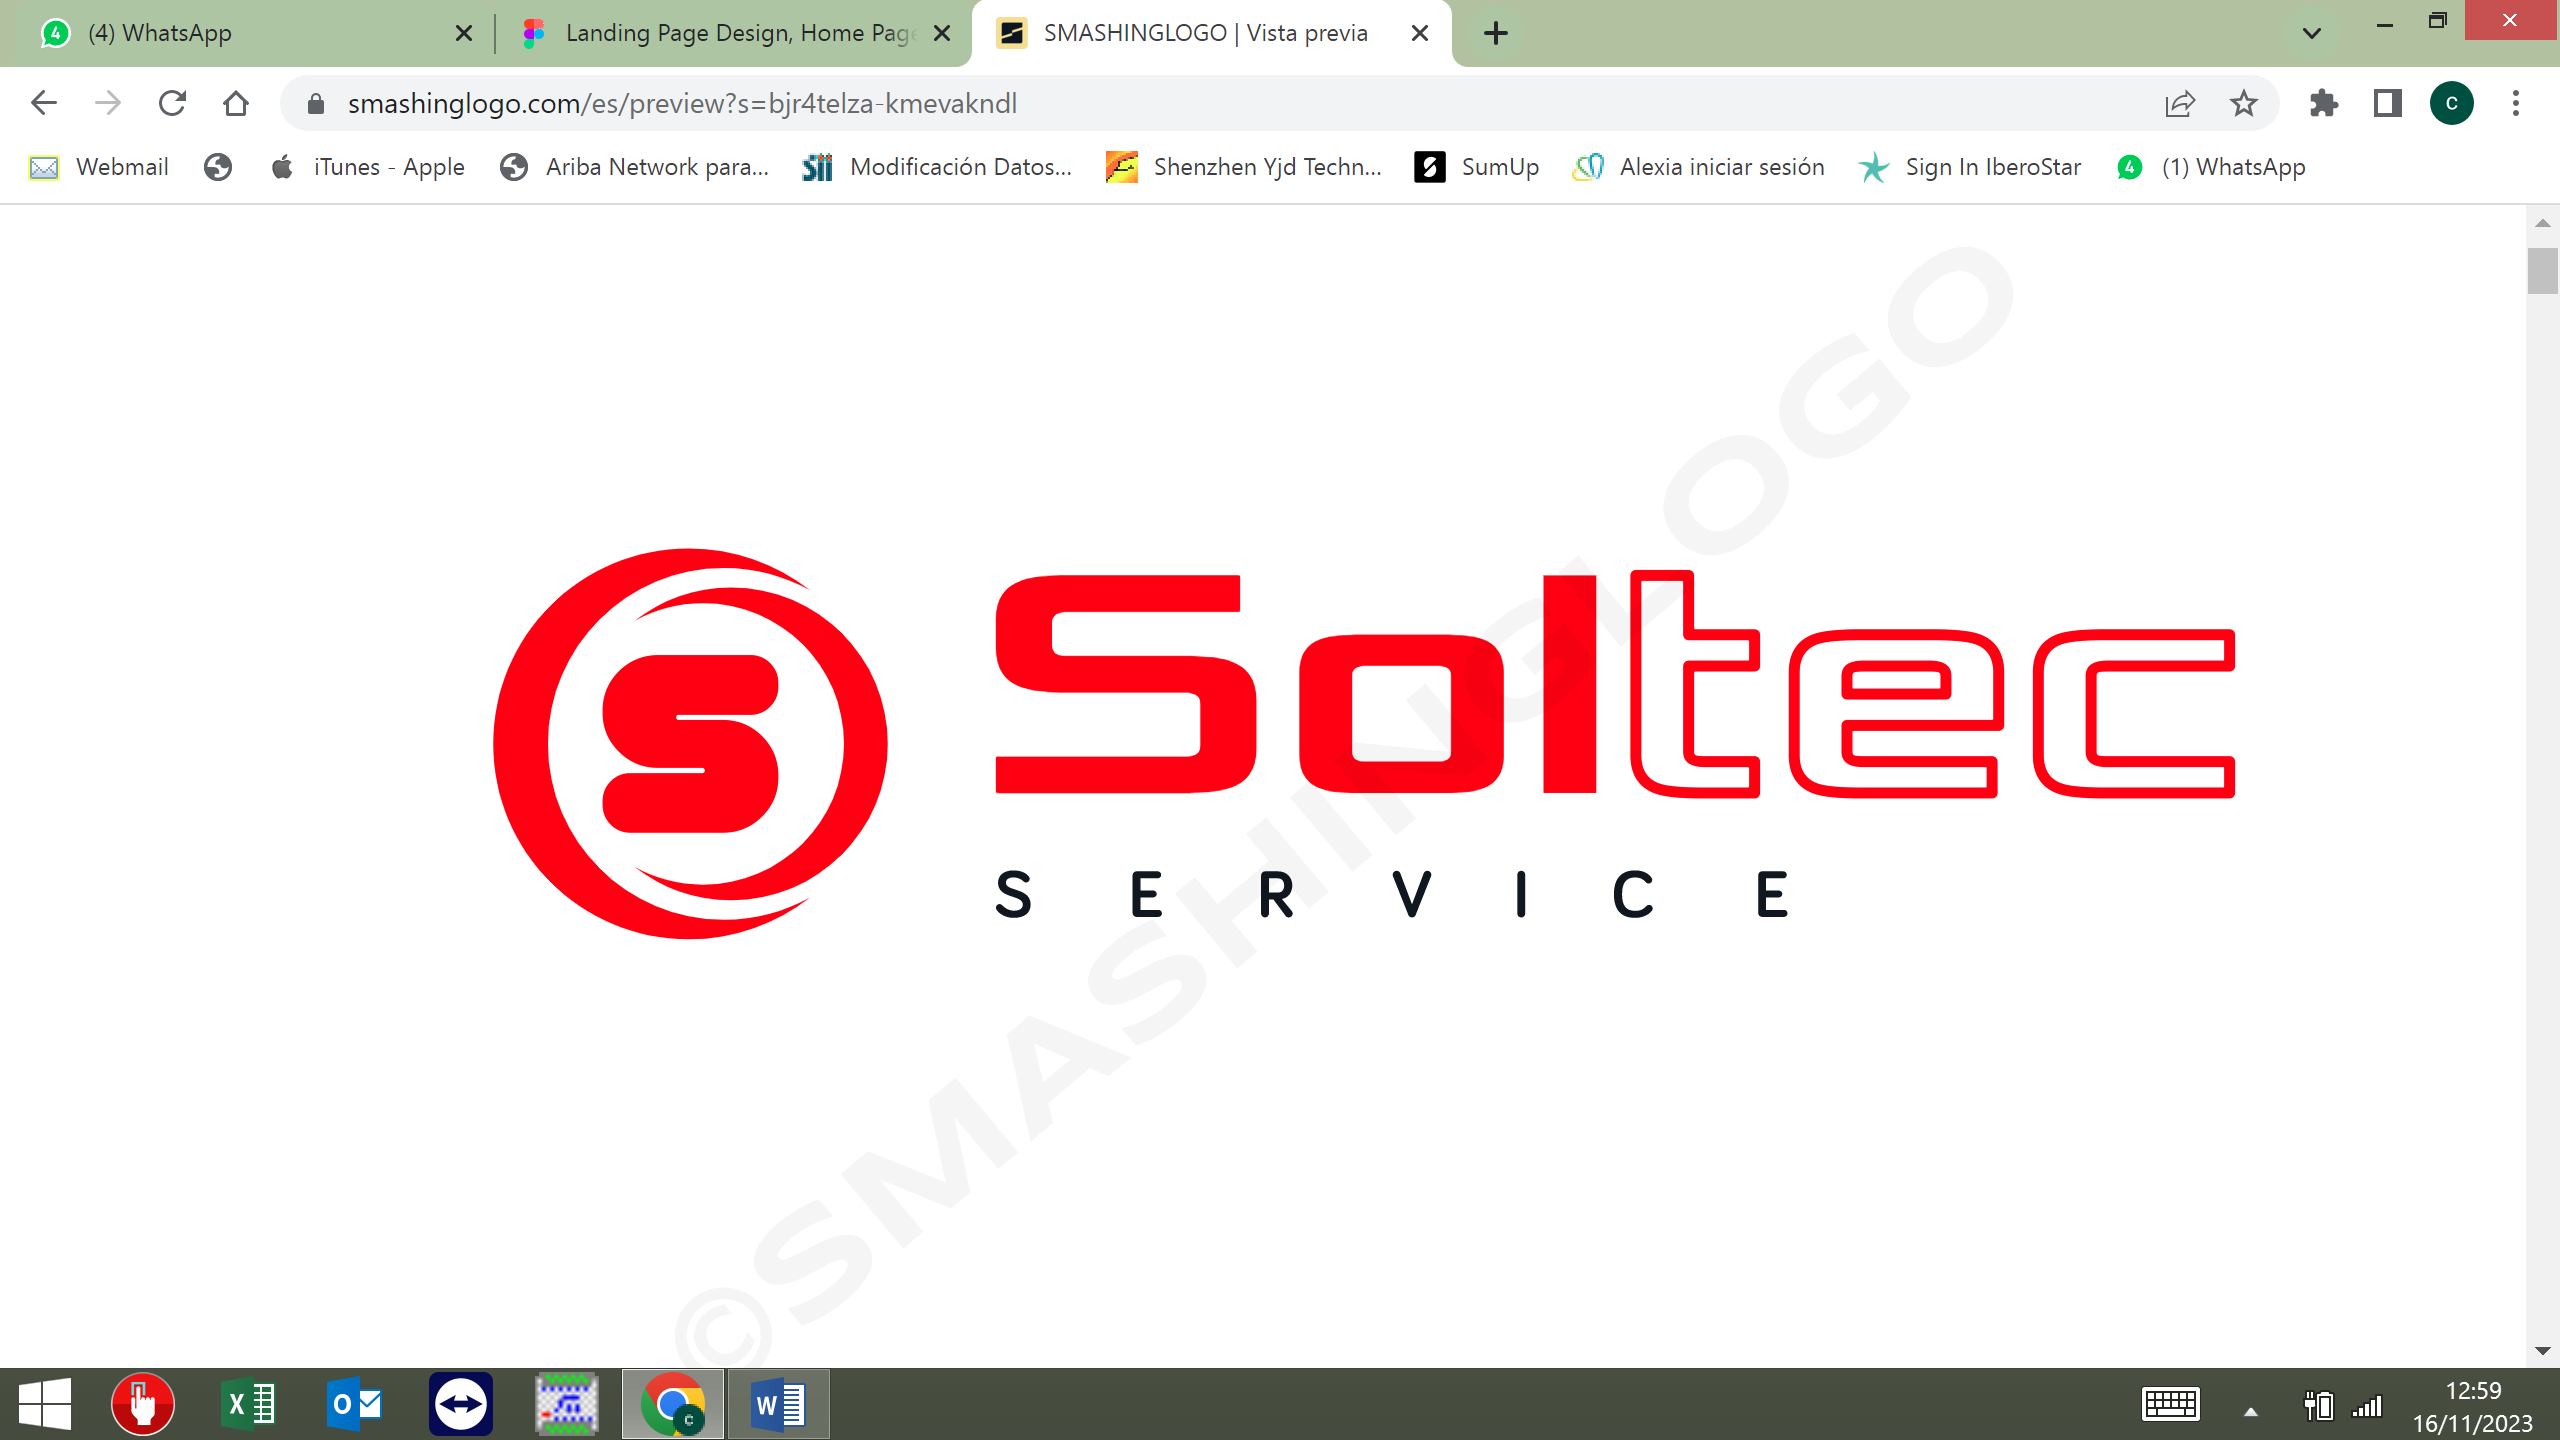 (4) WhatsApp
Landing Page Design, Home Page
SMASHINGLOGO | Vista previa
smashinglogo.com/es/preview?s=bjr4telza-kmevakndl
C
Webmail
iTunes - Apple
Ariba Network para...
Modificación Datos...
Shenzhen Yjd Techn...
SumUp
Alexia iniciar sesión
Sign In IberoStar
(1) WhatsApp
S
Soltec
SERVICE
©SMASHINGLOGO
12:59
16/11/2023